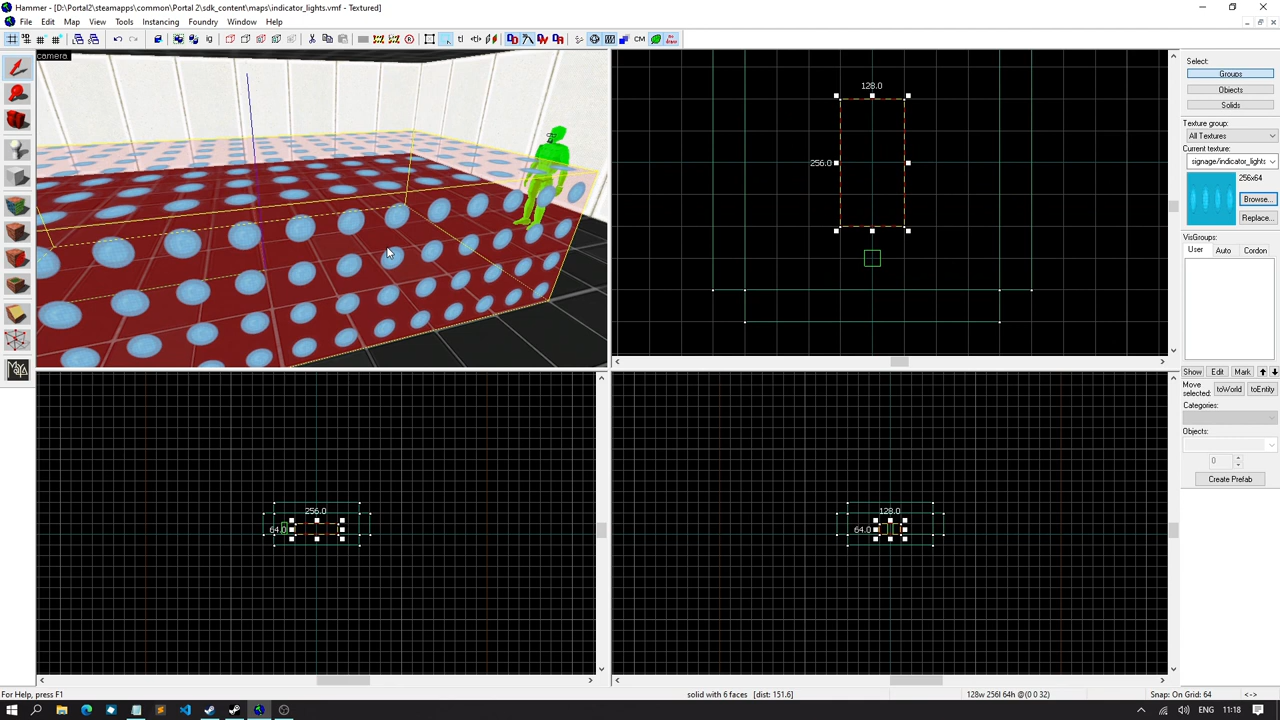 Hammer - [D:\Portal2\steamapps\common\Portal 2\sdk_content\maps\indicator_lights.vmf - Textured]
File Edit Map View Tools Instancing Foundry Window Help
CM
camera
128.0
256.0
256.0
64.0
128.0
64.0
Select:
Groups
Objects
Solids
Texture group:
All Textures
Current texture:
signage/indicator_lights
256x64
Browse...
Replace...
VisGroups:
User Auto Cordon
Show Edit Mark
Move selected:
toWorld toEntity
Categories:
Objects:
0
Create Prefab
For Help, press F1
solid with 6 faces [dist: 151.6]
128w 256l 64h @(0 0 32)
Snap: On Grid: 64
<->
ENG 11:18